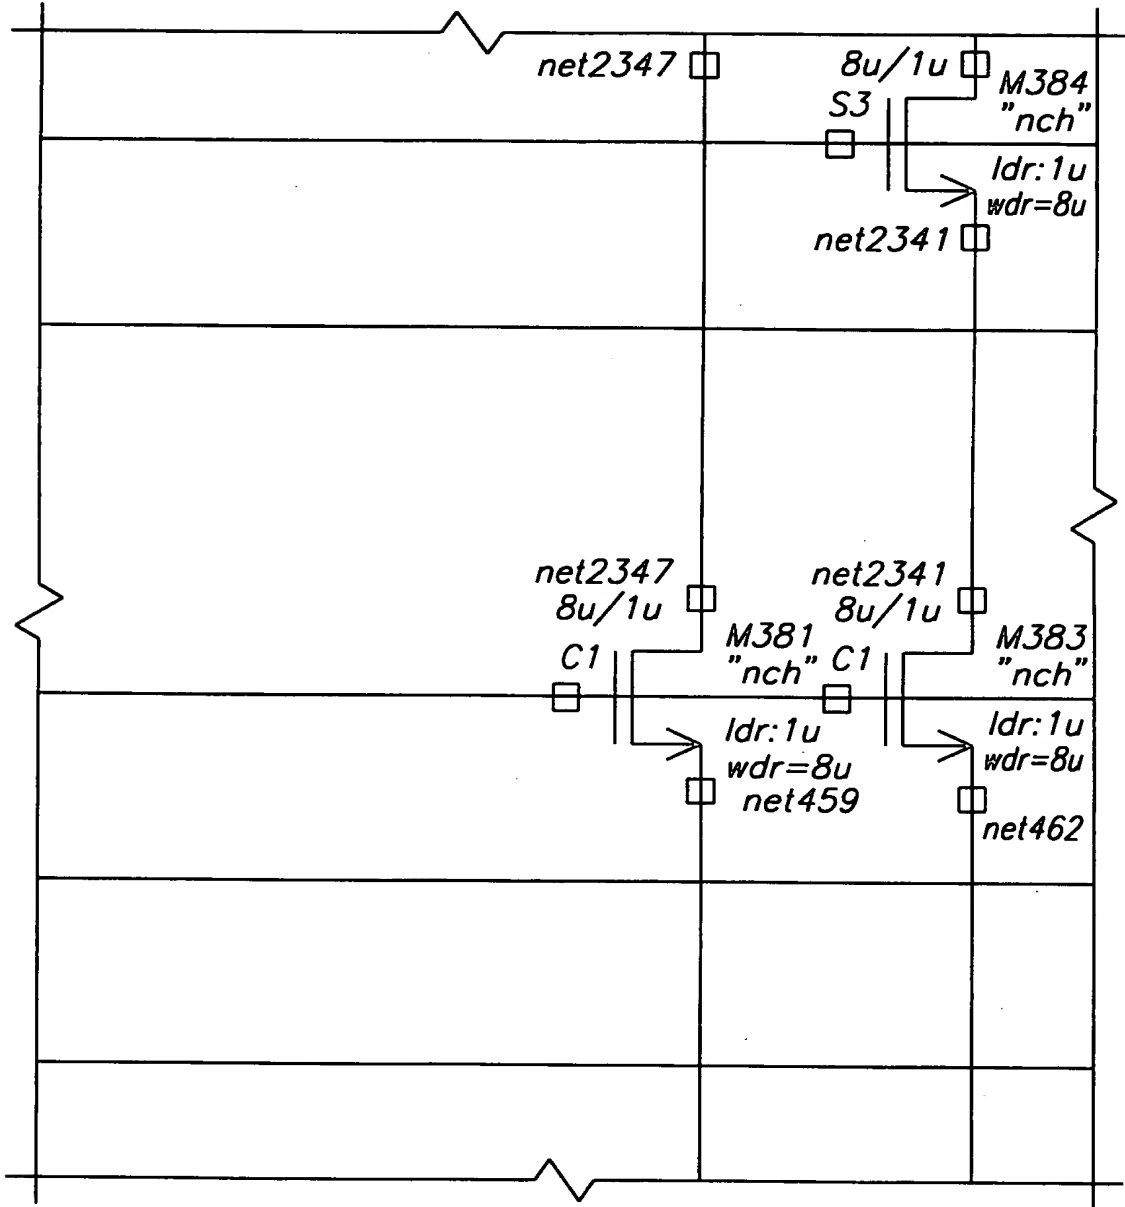 net2347
8u/1u
M384
"nch"
S3
ldr:1u
wdr=8u
net2341
net2347
8u/1u
net2341
8u/1u
C1
M381
"nch"
C1
M383
"nch"
ldr:1u
wdr=8u
net459
ldr:1u
wdr=8u
net462